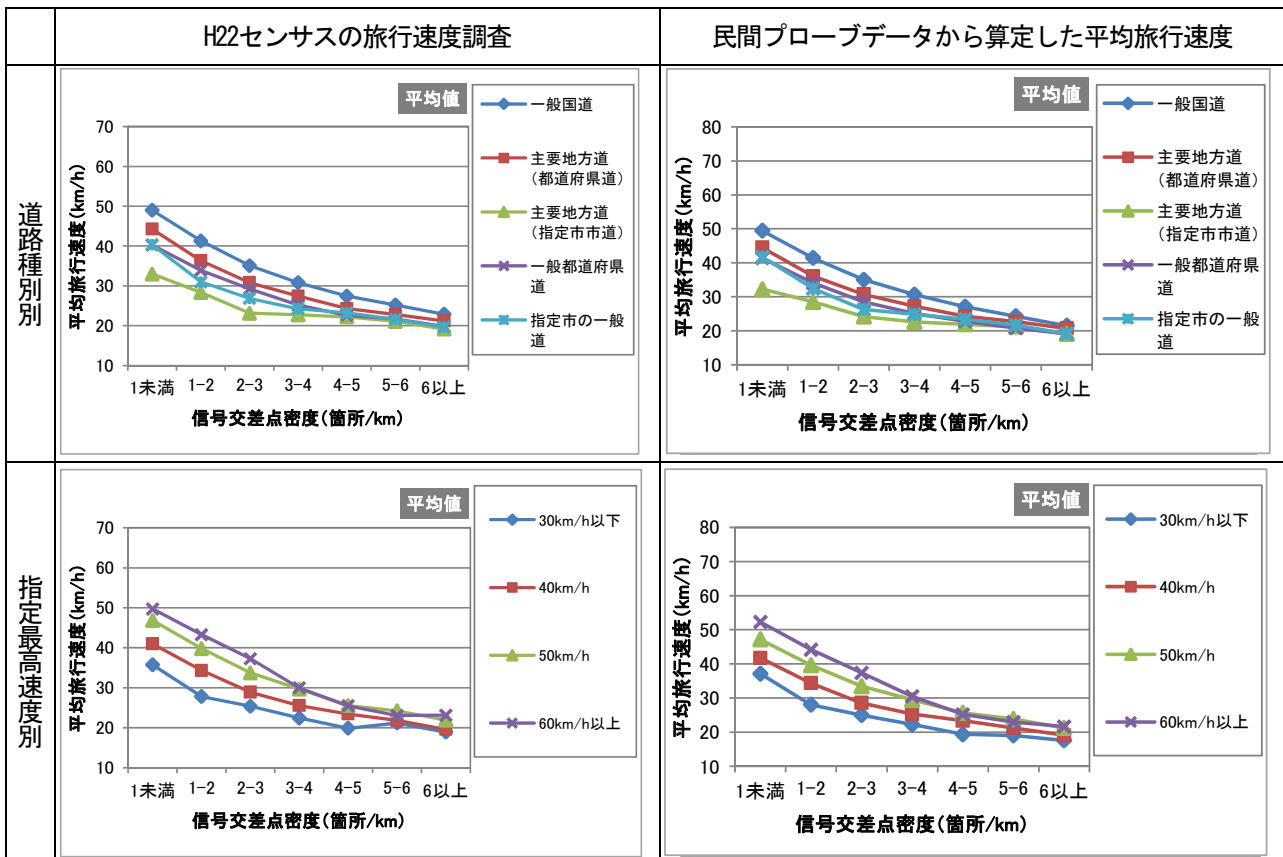 H22センサスの旅行速度調査
民間プローブデータから算定した平均旅行速度
道路種別別
平均値
70
60
50
40
30
20
10
平均旅行速度(km/h)
1未満 1-2 2-3 3-4 4-5 5-6 6以上
信号交差点密度(箇所/km)
一般国道
主要地方道
(都道府県道)
主要地方道
(指定市市道)
一般都道府県
道
指定市の一般
道
平均値
80
70
60
50
40
30
20
10
平均旅行速度(km/h)
1未満 1-2 2-3 3-4 4-5 5-6 6以上
信号交差点密度(箇所/km)
一般国道
主要地方道
(都道府県道)
主要地方道
(指定市市道)
一般都道府県
道
指定市の一般
道
指定最高速度別
平均値
70
60
50
40
30
20
10
平均旅行速度(km/h)
1未満 1-2 2-3 3-4 4-5 5-6 6以上
信号交差点密度(箇所/km)
30km/h以下
40km/h
50km/h
60km/h以上
平均値
80
70
60
50
40
30
20
10
平均旅行速度(km/h)
1未満 1-2 2-3 3-4 4-5 5-6 6以上
信号交差点密度(箇所/km)
30km/h以下
40km/h
50km/h
60km/h以上